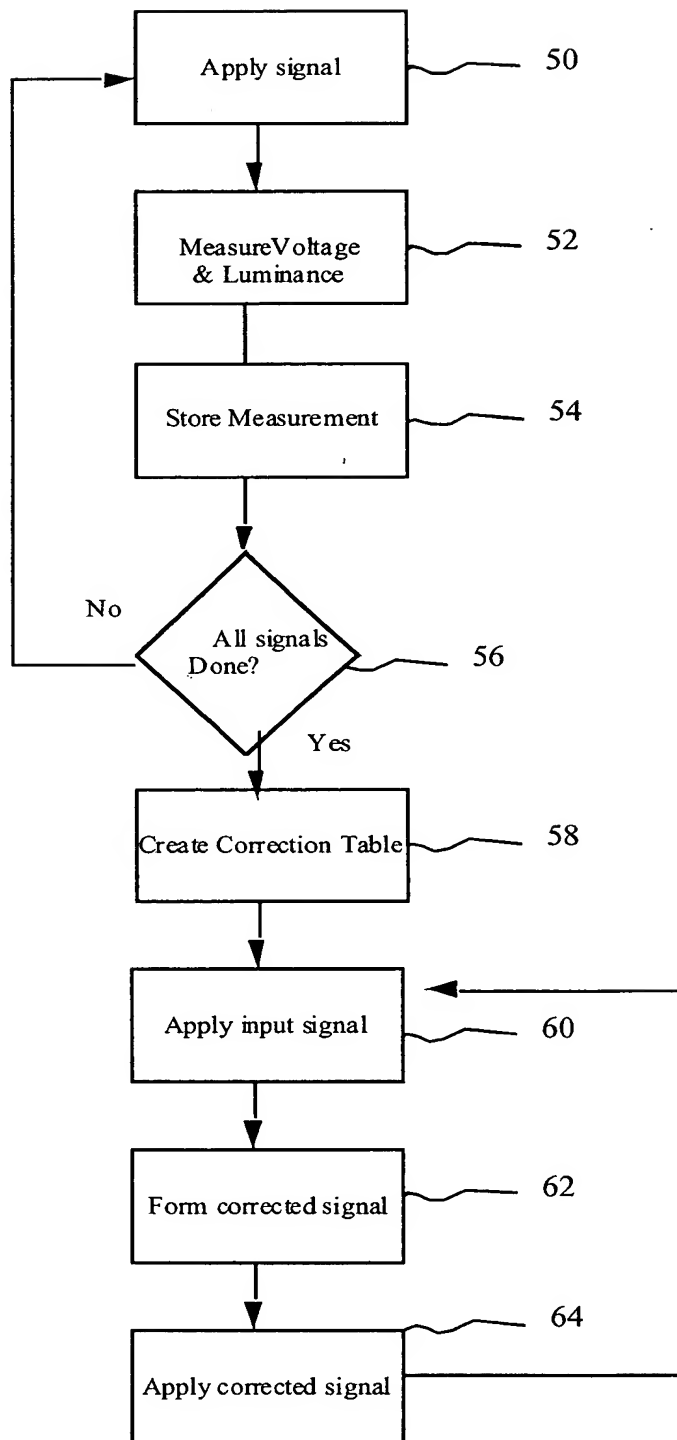 Apply signal
50
MeasureVoltage
& Luminance
52
Store Measurement
54
No
All signals
Done?
56
Yes
Create Correction Table
58
Apply input signal
60
Form corrected signal
62
64
Apply corrected signal